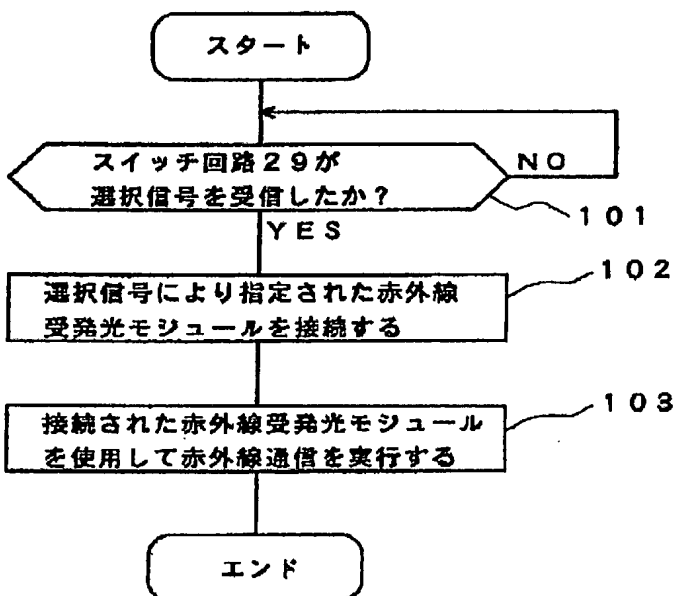 スタート
スイッチ回路29が
選択信号を受信したか?
NO
101
YES
102
選択信号により指定された赤外線
受発光モジュールを接続する
103
接続された赤外線受発光モジュール
を使用して赤外線通信を実行する
エンド